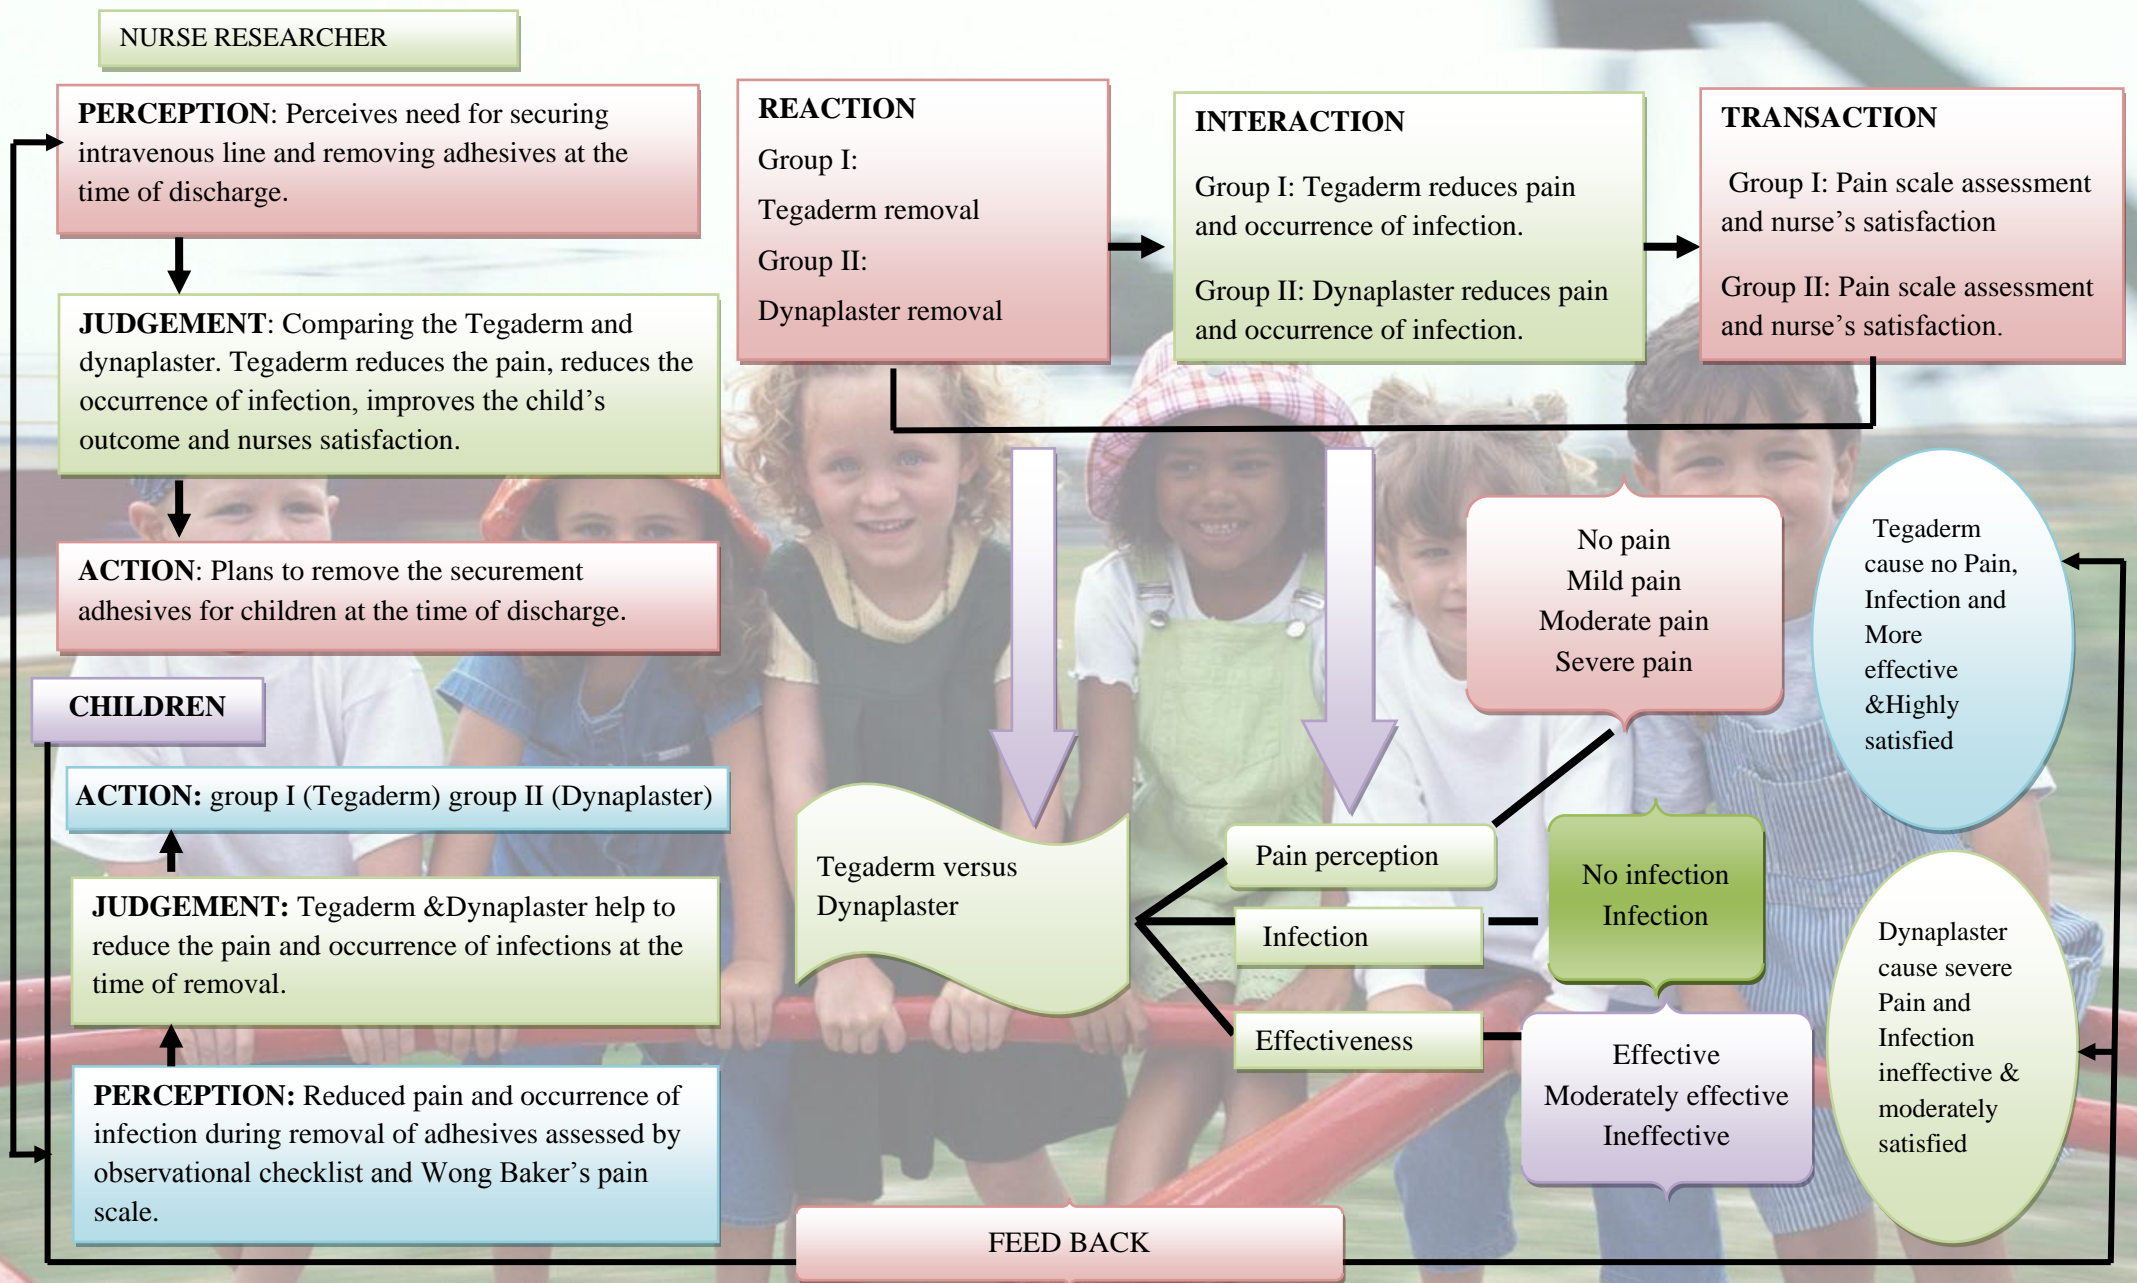 NURSE RESEARCHER
PERCEPTION: Perceives need for securing
intravenous line and removing adhesives at the
time of discharge.
JUDGEMENT: Comparing the Tegaderm and
dynaplaster. Tegaderm reduces the pain, reduces the
occurrence of infection, improves the child’s
outcome and nurses satisfaction.
ACTION: Plans to remove the securement
adhesives for children at the time of discharge.
CHILDREN
ACTION: group I (Tegaderm) group II (Dynaplaster)
JUDGEMENT: Tegaderm &Dynaplaster help to
reduce the pain and occurrence of infections at the
time of removal.
PERCEPTION: Reduced pain and occurrence of
infection during removal of adhesives assessed by
observational checklist and Wong Baker’s pain
scale.
REACTION
Group I:
Tegaderm removal
Group II:
Dynaplaster removal
INTERACTION
Group I: Tegaderm reduces pain
and occurrence of infection.
Group II: Dynaplaster reduces pain
and occurrence of infection.
TRANSACTION
Group I: Pain scale assessment
and nurse’s satisfaction
Group II: Pain scale assessment
and nurse’s satisfaction.
Tegaderm versus
Dynaplaster
Pain perception
Infection
Effectiveness
No pain
Mild pain
Moderate pain
Severe pain
No infection
Infection
Effective
Moderately effective
Ineffective
Tegaderm
cause no Pain,
Infection and
More
effective
&Highly
satisfied
Dynaplaster
cause severe
Pain and
Infection
ineffective &
moderately
satisfied
FEED BACK